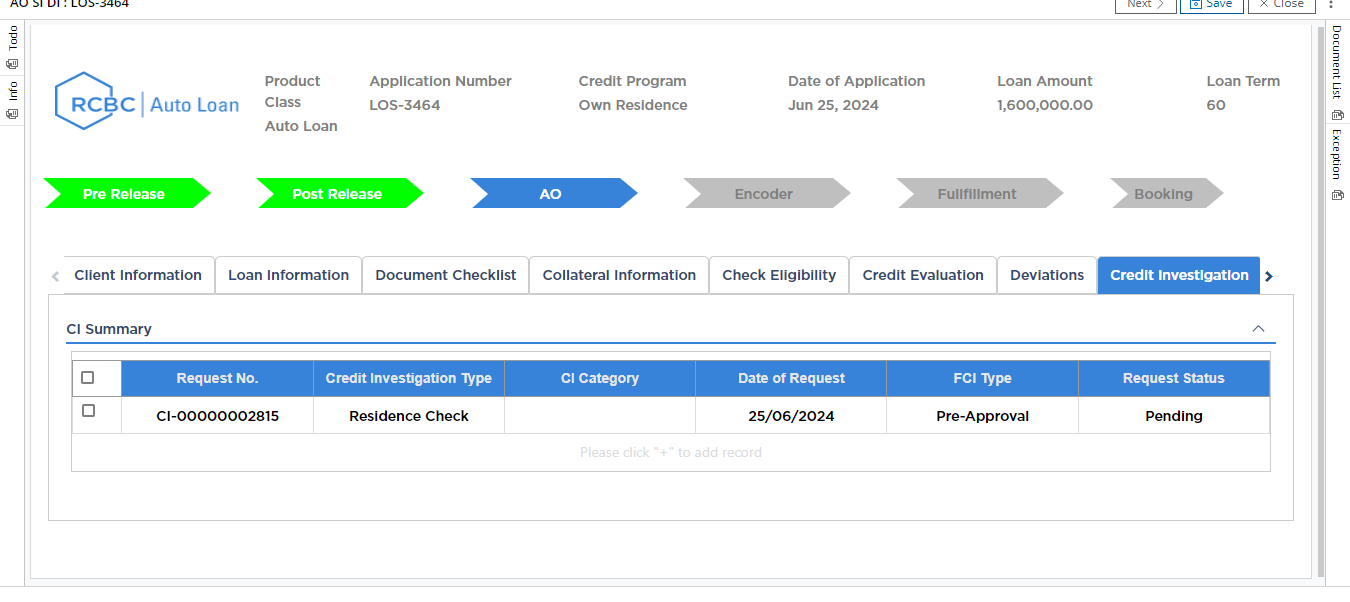 AO SI DI : LOS-3464
Next
Save
Close
Todo
Info
Document List
Exception
RCBC Auto Loan
Product Class
Auto Loan
Application Number
LOS-3464
Credit Program
Own Residence
Date of Application
Jun 25, 2024
Loan Amount
1,600,000.00
Loan Term
60
Pre Release
Post Release
AO
Encoder
Fullfillment
Booking
Client Information
Loan Information
Document Checklist
Collateral Information
Check Eligibility
Credit Evaluation
Deviations
Credit Investigation
CI Summary
Request No. Credit Investigation Type CI Category Date of Request FCI Type Request Status
CI-00000002815 Residence Check 25/06/2024 Pre-Approval Pending
Please click "+" to add record